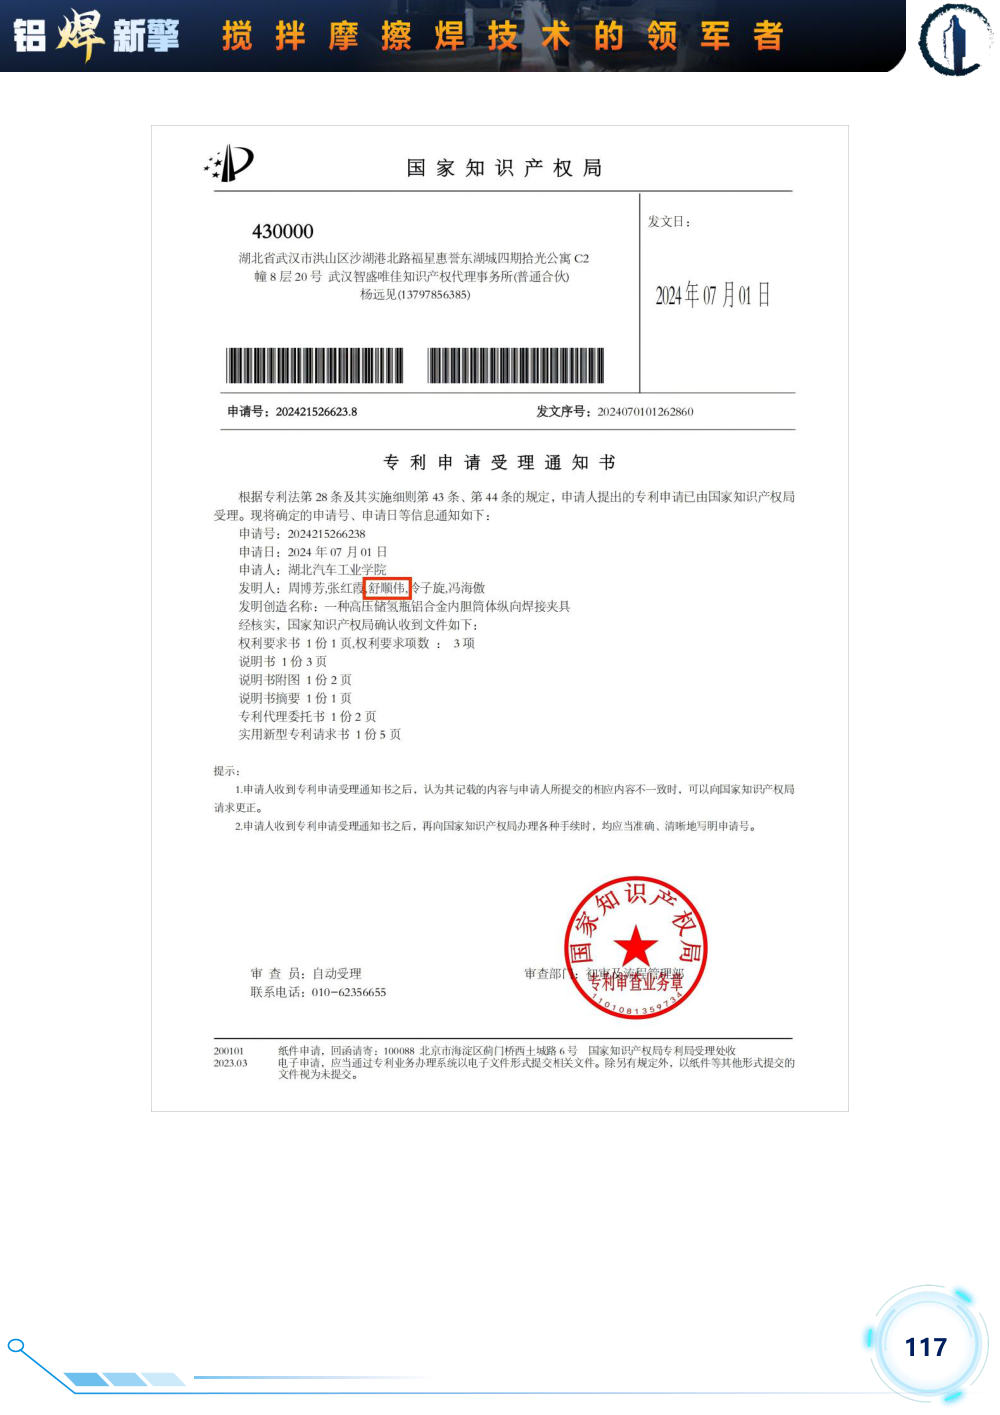 铝焊新擎 搅拌摩擦焊技术的领军者
国家知识产权局
430000
湖北省武汉市洪山区沙湖港北路福星惠誉东湖城四期拾光公寓 C2
幢 8 层 20 号 武汉智盛唯佳知识产权代理事务所(普通合伙)
杨远见(13797856385)
发文日：
2024 年 07 月 01 日
申请号：202421526623.8
发文序号：2024070101262860
专利申请受理通知书
根据专利法第 28 条及其实施细则第 43 条、第 44 条的规定，申请人提出的专利申请已由国家知识产权局
受理。现将确定的申请号、申请日等信息通知如下：
申请号：2024215266238
申请日：2024 年 07 月 01 日
申请人：湖北汽车工业学院
发明人：周博芳,张红霞,舒顺伟,冷子旋,冯海傲
发明创造名称：一种高压储氢瓶铝合金内胆筒体纵向焊接夹具
经核实，国家知识产权局确认收到文件如下：
权利要求书 1 份 1 页,权利要求项数 ： 3 项
说明书 1 份 3 页
说明书附图 1 份 2 页
说明书摘要 1 份 1 页
专利代理委托书 1 份 2 页
实用新型专利请求书 1 份 5 页
提示：
1.申请人收到专利申请受理通知书之后，认为其记载的内容与申请人所提交的相应内容不一致时，可以向国家知识产权局
请求更正。
2.申请人收到专利申请受理通知书之后，再向国家知识产权局办理各种手续时，均应当准确、清晰地写明申请号。
国家知识产权局
专利审查业务章
1101081359734
审 查 员：自动受理
审查部门：初审及流程管理部
联系电话：010-62356655
200101 纸件申请，回函请寄：100088 北京市海淀区蓟门桥西土城路 6 号 国家知识产权局专利局受理处收
2023.03 电子申请，应当通过专利业务办理系统以电子文件形式提交相关文件。除另有规定外，以纸件等其他形式提交的
文件视为未提交。
117